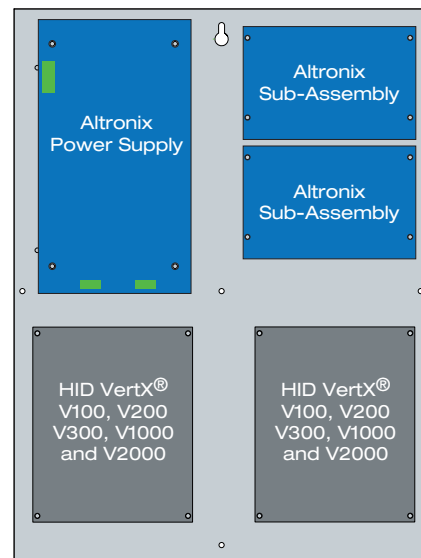 Altronix
Power Supply
Altronix
Sub-Assembly
Altronix
Sub-Assembly
HID VertX®
V100, V200
V300, V1000
and V2000
HID VertX®
V100, V200
V300, V1000
and V2000